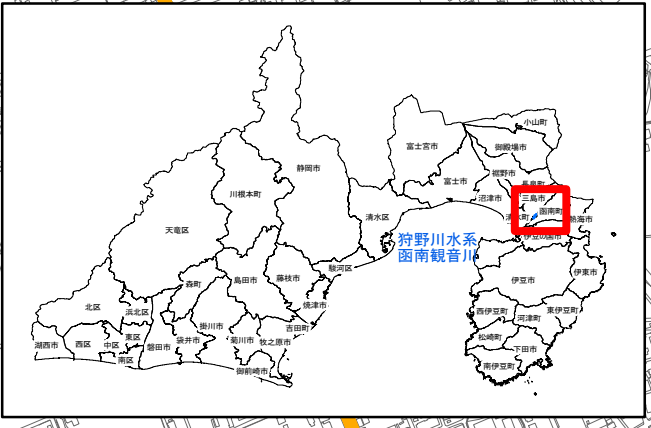 小山町
御殿場市
富士宮市
裾野市
静岡市
富士市
長泉町
川根本町
沼津市
三島市
函南町
清水町
熱海市
清水区
天竜区
狩野川水系
函南観音川
伊豆の国市
駿河区
伊東市
藤枝市
島田市
伊豆市
森町
焼津市
北区
浜北区
西伊豆町
東伊豆町
河津町
掛川市
吉田町
東区
松崎町
湖西市
西区
中区
磐田市
袋井市
菊川市
牧之原市
下田市
南区
南伊豆町
御前崎市